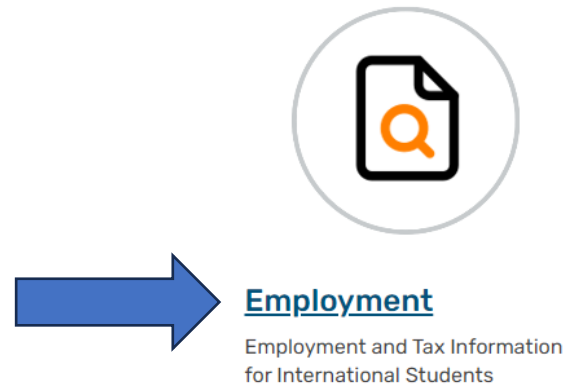 Employment
Employment and Tax Information
for International Students